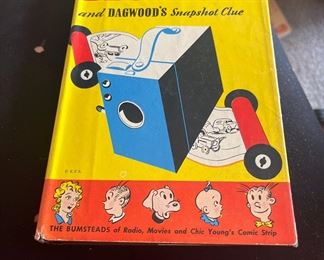 and DAGWOOD'S Snapshot Clue
THE BUMSTEADS of Radio, Movies and Chic Young's Comic Strip